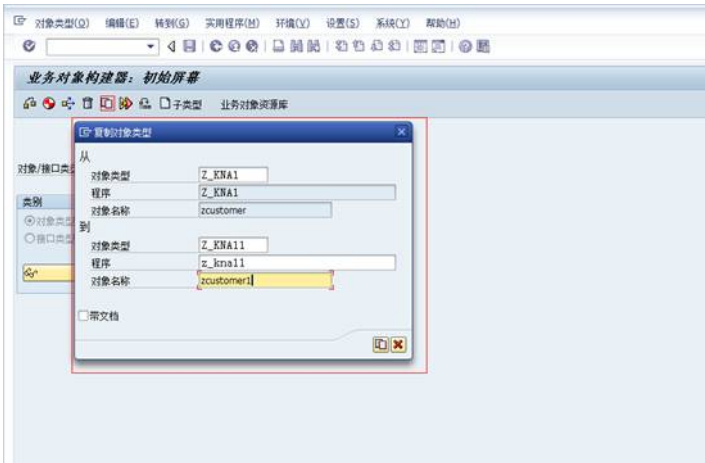 对象类型(O) 编辑(E) 转到(G) 实用程序(M) 环境(V) 设置(S) 系统(Y) 帮助(H)
业务对象构建器：初始屏幕
子类型 业务对象资源库
复制对象类型
从
对象/接口类
对象类型 Z_KNA1
程序 Z_KNA1
类别
对象名称 zcustomer
对象类型
到
接口类型
对象类型 Z_KNA11
程序 z_kna11
对象名称 zcustomer1
带文档